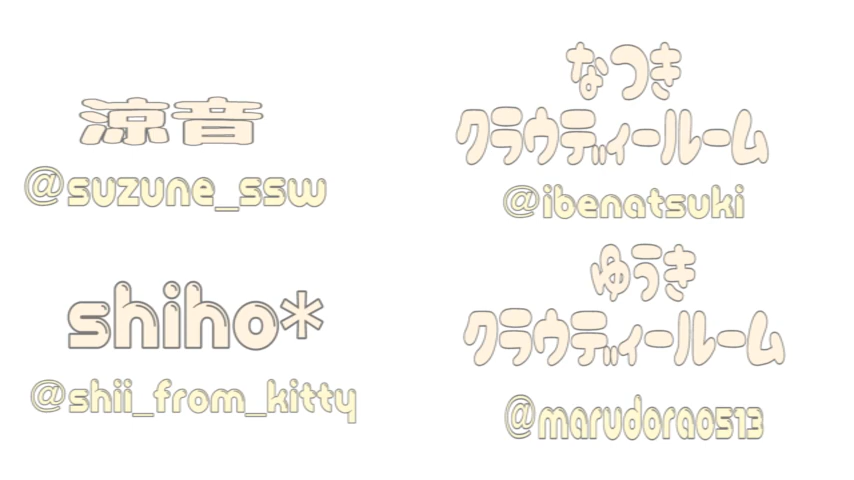 涼音
@suzune_ssw
なつき
クラウディールーム
@ibenatsuki
shiho*
@shii_from_kitty
ゆうき
クラウディールーム
@marudora0513